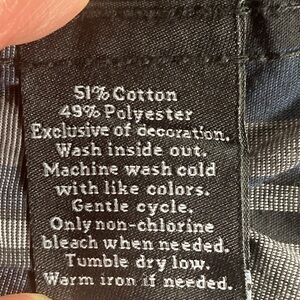 51% Cotton
49% Polyester
Exclusive of decoration.
Wash inside out.
Machine wash cold
with like colors.
Gentle cycle.
Only non-chlorine
bleach when needed.
Tumble dry low.
Warm iron if needed.